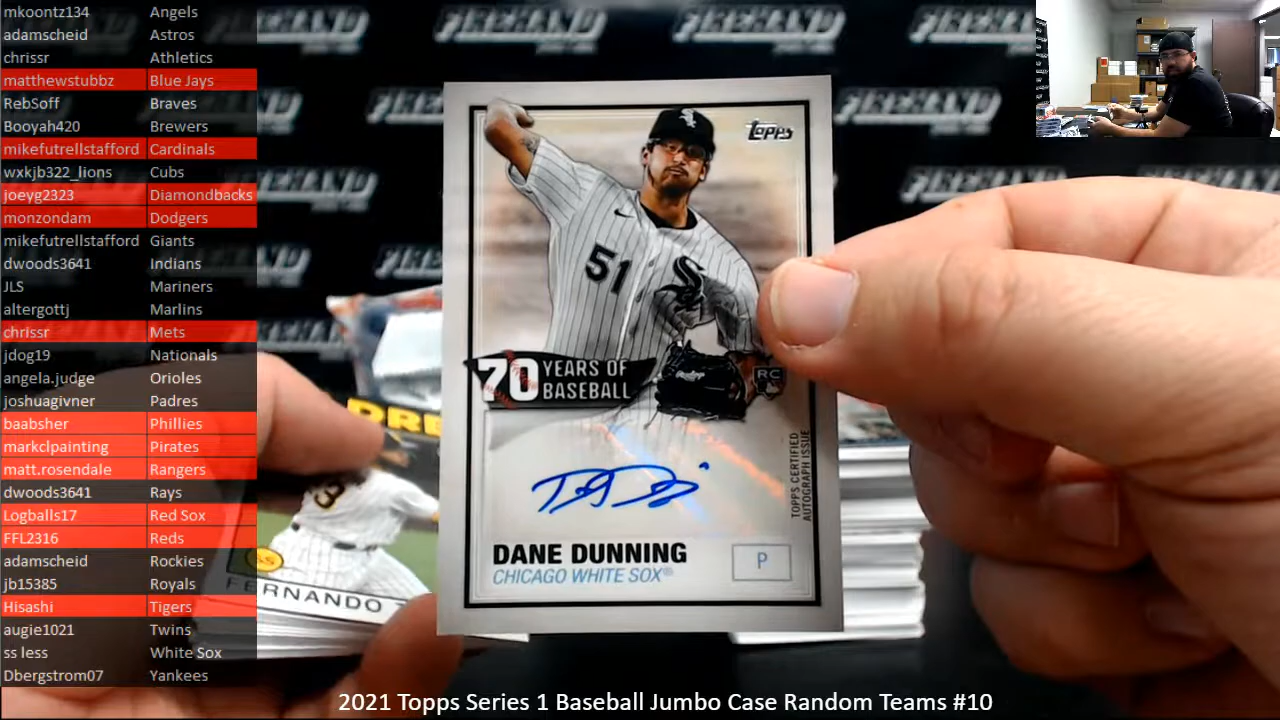 mkoontz134 Angels
adamscheid Astros
chrissr Athletics
matthewstubbz Blue Jays
RebSoff Braves
Booyah420 Brewers
mikefutrellstafford Cardinals
wxkjb322_lions Cubs
joeyg2323 Diamondbacks
monzondam Dodgers
mikefutrellstafford Giants
dwoods3641 Indians
JLS Mariners
altergottj Marlins
chrissr Mets
jdog19 Nationals
angela.judge Orioles
joshuagivner Padres
baabsher Phillies
markclpainting Pirates
matt.rosendale Rangers
dwoods3641 Rays
Logballs17 Red Sox
FFL2316 Reds
adamscheid Rockies
jb15385 Royals
Hisashi Tigers
augie1021 Twins
ss less White Sox
Dbergstrom07 Yankees
Topps
51
Sox
70 YEARS OF
BASEBALL
RC
TOPPS CERTIFIED
AUTOGRAPH ISSUE
DANE DUNNING
P
CHICAGO WHITE SOX®
FERNANDO
SS
FIREHAND
2021 Topps Series 1 Baseball Jumbo Case Random Teams #10